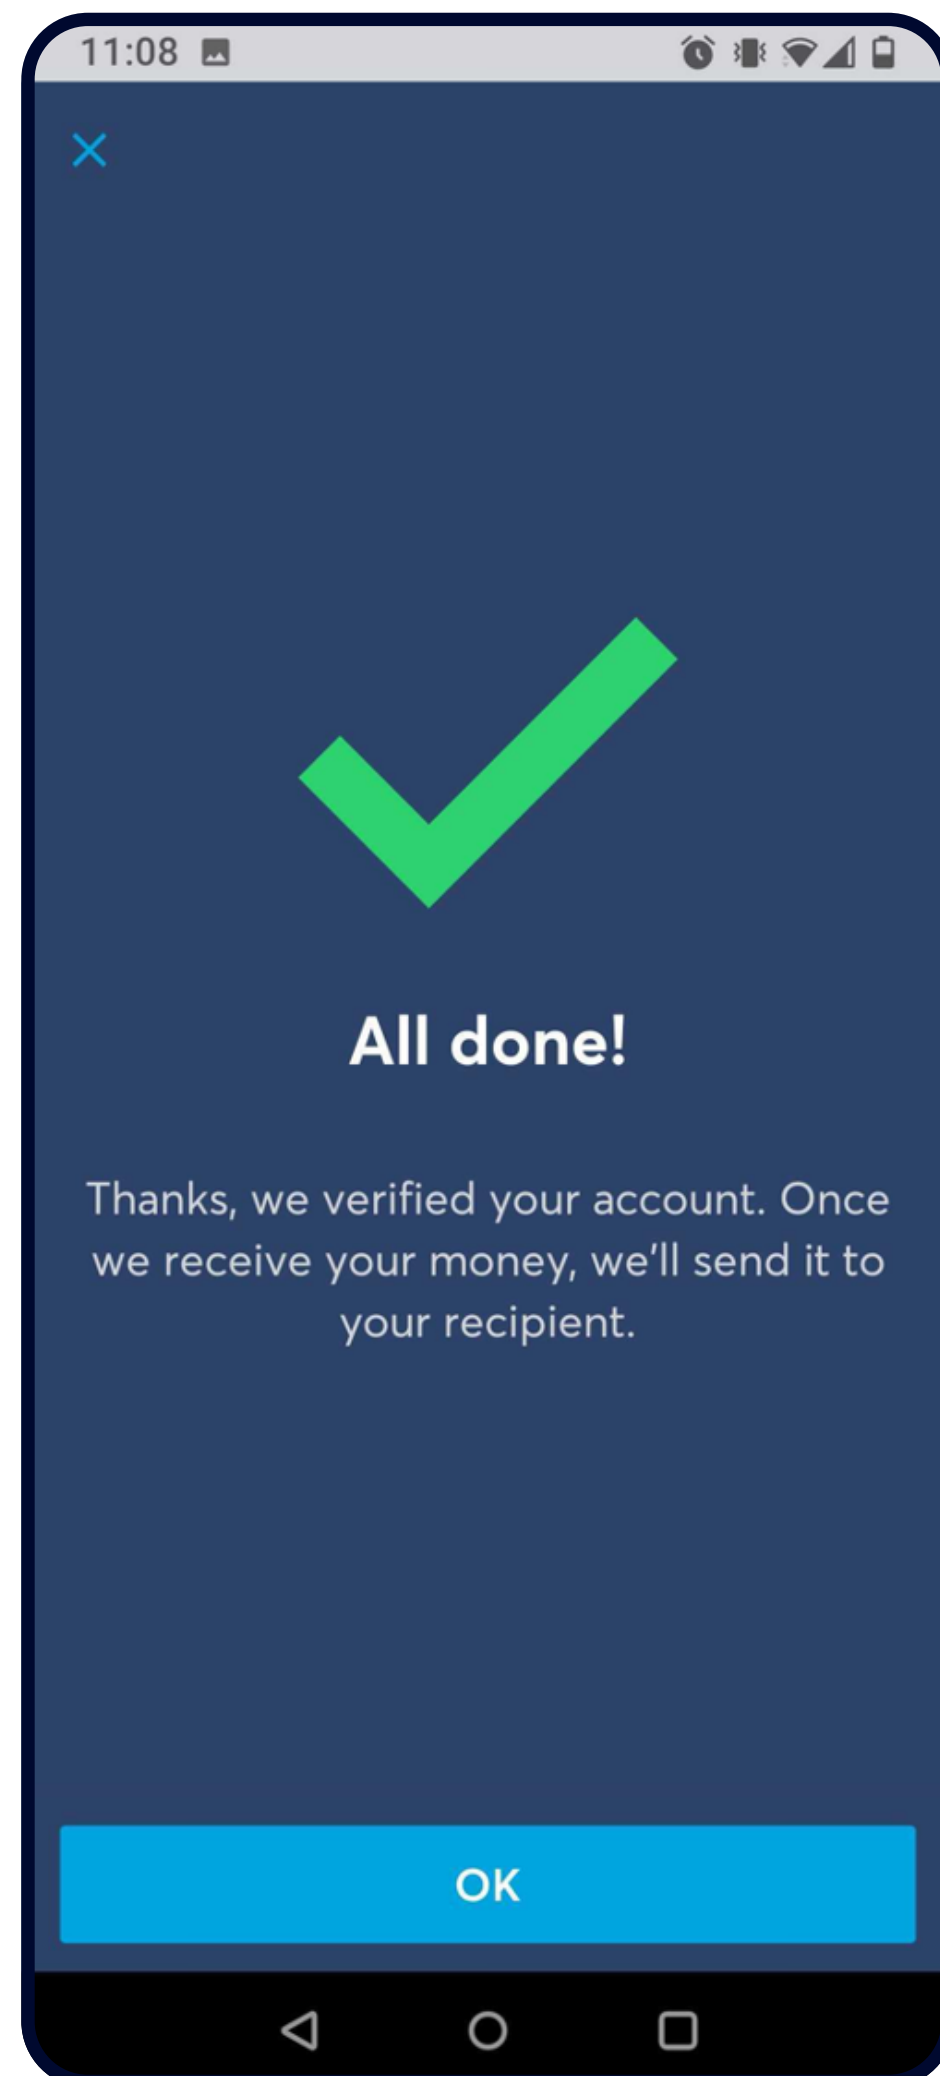 11:08
All done!
Thanks, we verified your account. Once
we receive your money, we'll send it to
your recipient.
OK